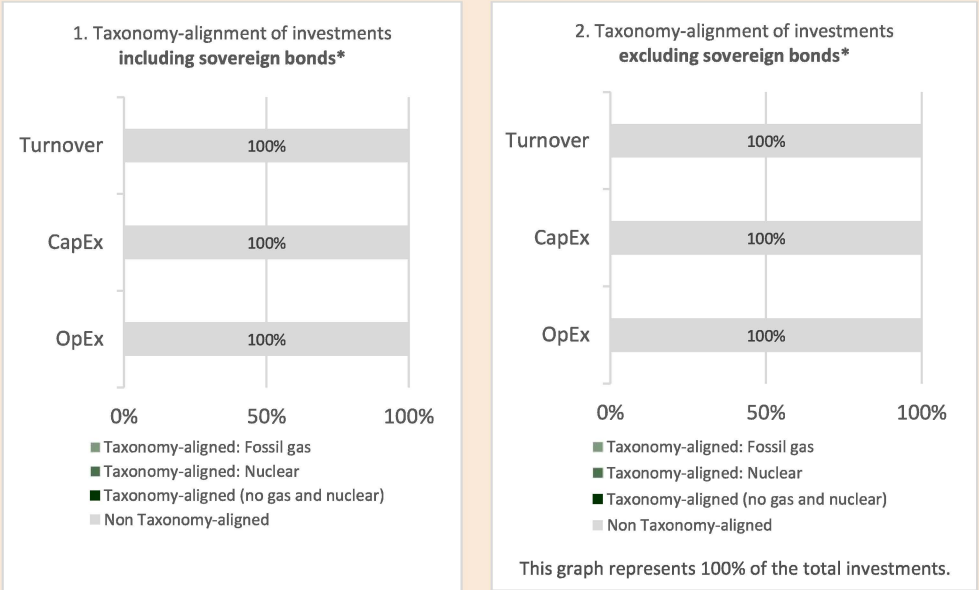 1. Taxonomy-alignment of investments
including sovereign bonds*
Turnover
100%
CapEx
100%
OpEx
100%
0%
50%
100%
Taxonomy-aligned: Fossil gas
Taxonomy-aligned: Nuclear
Taxonomy-aligned (no gas and nuclear)
Non Taxonomy-aligned
2. Taxonomy-alignment of investments
excluding sovereign bonds*
Turnover
100%
CapEx
100%
OpEx
100%
0%
50%
100%
Taxonomy-aligned: Fossil gas
Taxonomy-aligned: Nuclear
Taxonomy-aligned (no gas and nuclear)
Non Taxonomy-aligned
This graph represents 100% of the total investments.